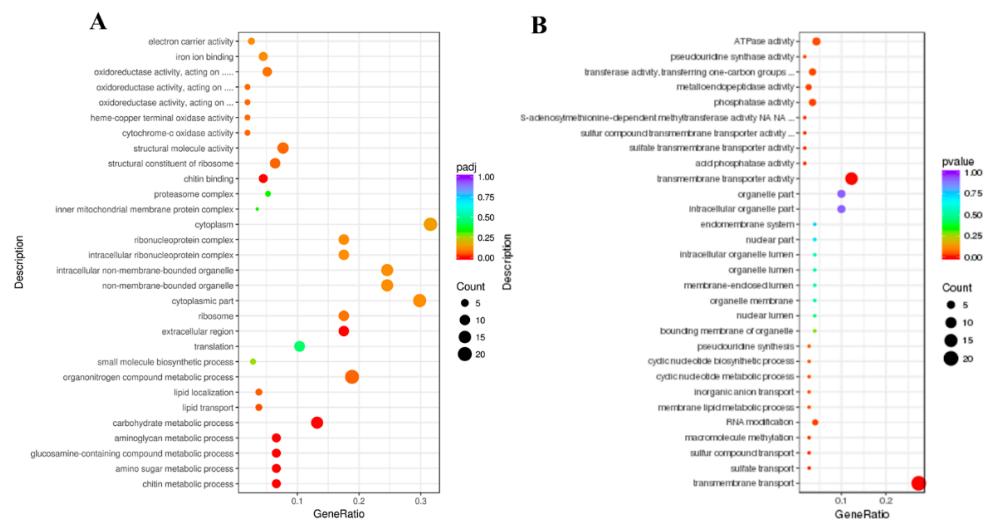 A
electron carrier activity
iron ion binding
oxidoreductase activity, acting on .....
oxidoreductase activity, acting on ....
oxidoreductase activity, acting on ...
heme-copper terminal oxidase activity
cytochrome-c oxidase activity
structural molecule activity
structural constituent of ribosome
chitin binding
proteasome complex
inner mitochondrial membrane protein complex
cytoplasm
ribonucleoprotein complex
intracellular ribonucleoprotein complex
intracellular non-membrane-bounded organelle
non-membrane-bounded organelle
cytoplasmic part
ribosome
extracellular region
translation
small molecule biosynthetic process
organonitrogen compound metabolic process
lipid localization
lipid transport
carbohydrate metabolic process
aminoglycan metabolic process
glucosamine-containing compound metabolic process
amino sugar metabolic process
chitin metabolic process
Description
0.1 0.2 0.3
GeneRatio
padj
1.00
0.75
0.50
0.25
0.00
Count
5
10
15
20
B
ATPase activity
pseudouridine synthase activity
transferase activity, transferring one-carbon groups ...
metalloendopeptidase activity
phosphatase activity
S-adenosylmethionine-dependent methyltransferase activity NA NA ...
sulfur compound transmembrane transporter activity ...
sulfate transmembrane transporter activity
acid phosphatase activity
transmembrane transporter activity
organelle part
intracellular organelle part
endomembrane system
nuclear part
intracellular organelle lumen
organelle lumen
membrane-enclosed lumen
organelle membrane
nuclear lumen
bounding membrane of organelle
pseudouridine synthesis
cyclic nucleotide biosynthetic process
cyclic nucleotide metabolic process
inorganic anion transport
membrane lipid metabolic process
RNA modification
macromolecule methylation
sulfur compound transport
sulfate transport
transmembrane transport
Description
0.1 0.2
GeneRatio
pvalue
1.00
0.75
0.50
0.25
0.00
Count
5
10
15
20